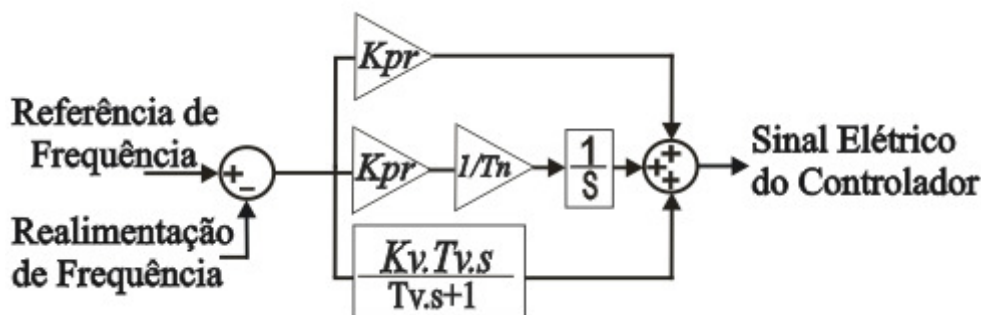 Kpr
Referência de
Frequência
+
-
Kpr
1/Tn
1
S
+
+
+
Sinal Elétrico
do Controlador
Realimentação
de Frequência
Kv.Tv.s
Tv.s+1